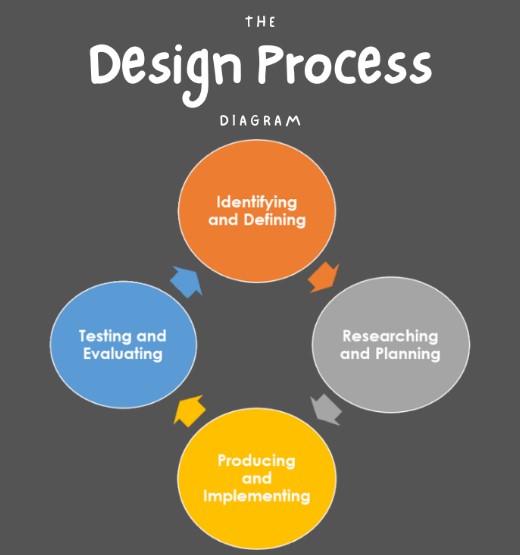 THE
Design Process
DIAGRAM
Identifying
and Defining
Researching
and Planning
Producing
and
Implementing
Testing and
Evaluating